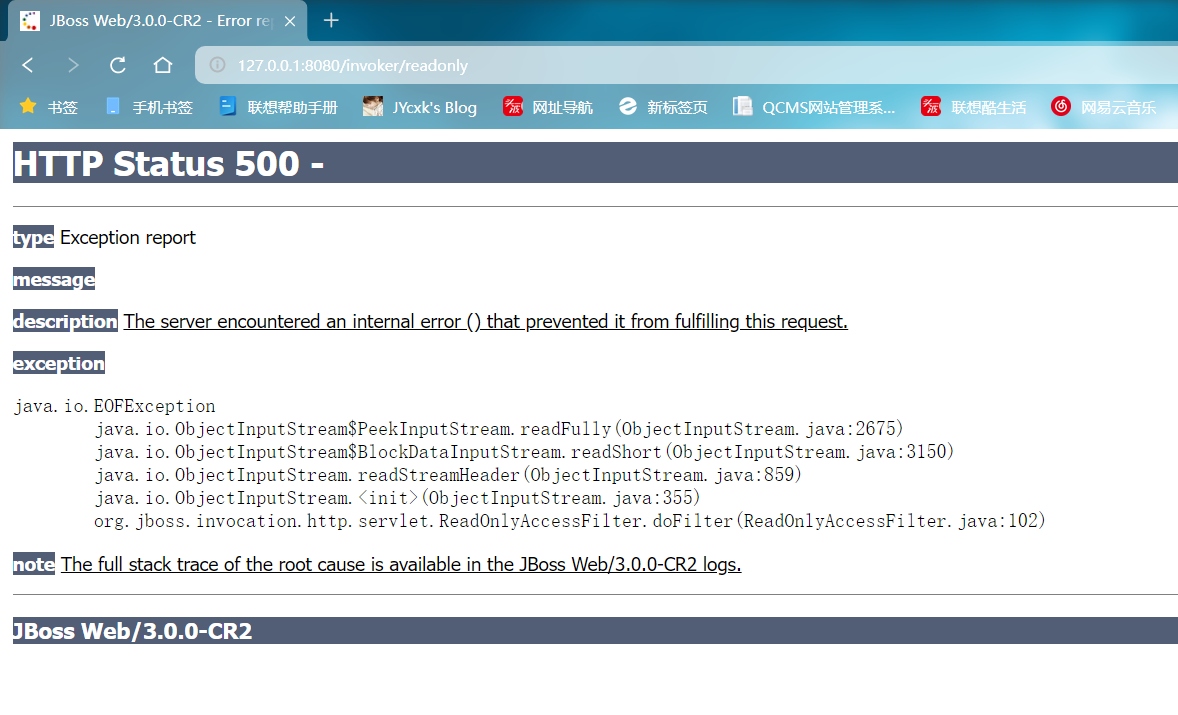 JBoss Web/3.0.0-CR2 - Error rep
127.0.0.1:8080/invoker/readonly
书签 手机书签 联想帮助手册 JYcxk's Blog 网址导航 新标签页 QCMS网站管理系... 联想酷生活 网易云音乐
HTTP Status 500 -
type Exception report
message
description The server encountered an internal error () that prevented it from fulfilling this request.
exception
java.io.EOFException
java.io.ObjectInputStream$PeekInputStream.readFully(ObjectInputStream.java:2675)
java.io.ObjectInputStream$BlockDataInputStream.readShort(ObjectInputStream.java:3150)
java.io.ObjectInputStream.readStreamHeader(ObjectInputStream.java:859)
java.io.ObjectInputStream.<init>(ObjectInputStream.java:355)
org.jboss.invocation.http.servlet.ReadOnlyAccessFilter.doFilter(ReadOnlyAccessFilter.java:102)
note The full stack trace of the root cause is available in the JBoss Web/3.0.0-CR2 logs.
JBoss Web/3.0.0-CR2